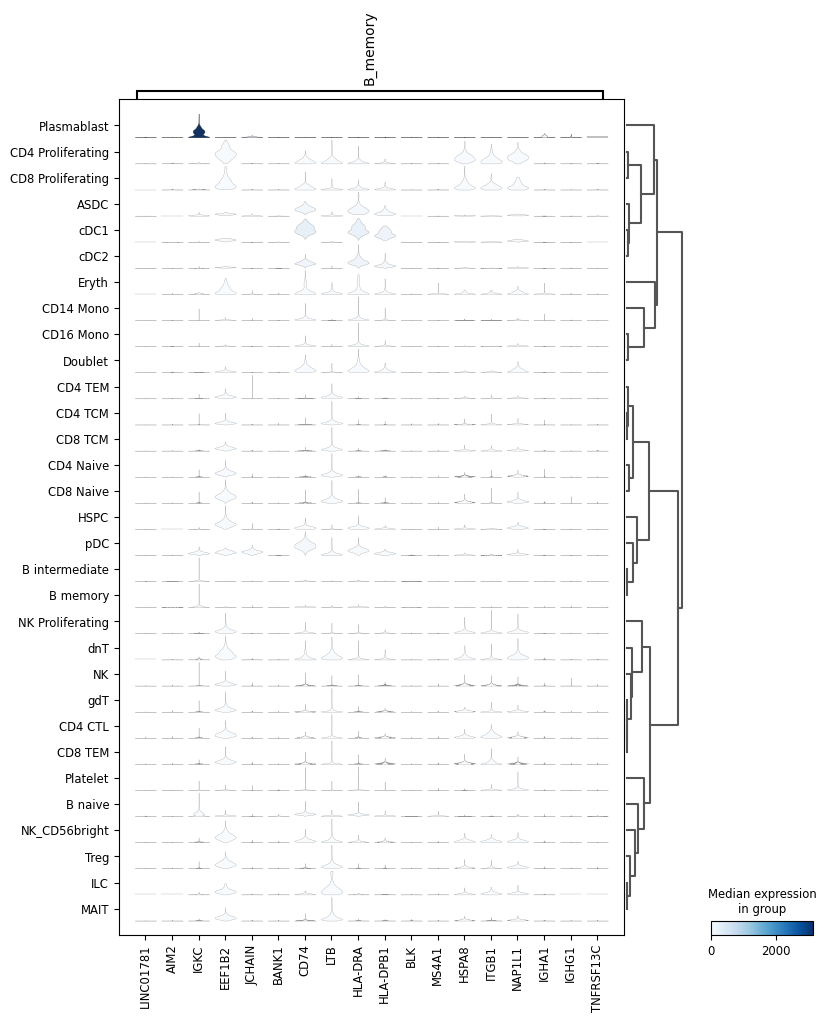 B_memory
Plasmablast
CD4 Proliferating
CD8 Proliferating
ASDC
cDC1
cDC2
Eryth
CD14 Mono
CD16 Mono
Doublet
CD4 TEM
CD4 TCM
CD8 TCM
CD4 Naive
CD8 Naive
HSPC
pDC
B intermediate
B memory
NK Proliferating
dnT
NK
gdT
CD4 CTL
CD8 TEM
Platelet
B naive
NK_CD56bright
Treg
ILC
MAIT
LINC01781
AIM2
IGKC
EEF1B2
JCHAIN
BANK1
CD74
LTB
HLA-DRA
HLA-DPB1
BLK
MS4A1
HSPA8
ITGB1
NAP1L1
IGHA1
IGHG1
TNFRSF13C
Median expression
in group
0 2000